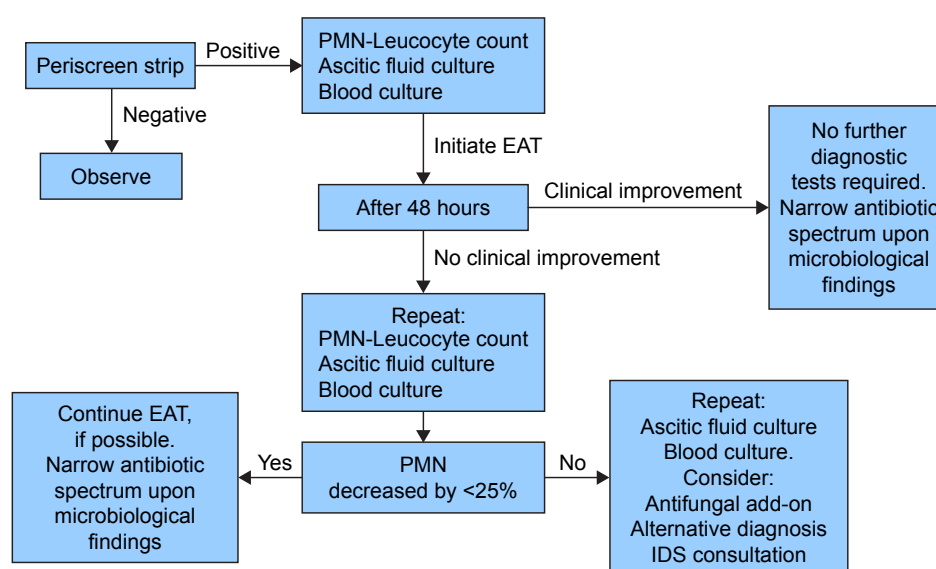 Periscreen strip
Positive
PMN-Leucocyte count
Ascitic fluid culture
Blood culture
Negative
Observe
Initiate EAT
After 48 hours
Clinical improvement
No further
diagnostic
tests required.
Narrow antibiotic
spectrum upon
microbiological
findings
No clinical improvement
Repeat:
PMN-Leucocyte count
Ascitic fluid culture
Blood culture
Continue EAT,
if possible.
Narrow antibiotic
spectrum upon
microbiological
findings
Yes
PMN
decreased by <25%
No
Repeat:
Ascitic fluid culture
Blood culture.
Consider:
Antifungal add-on
Alternative diagnosis
IDS consultation